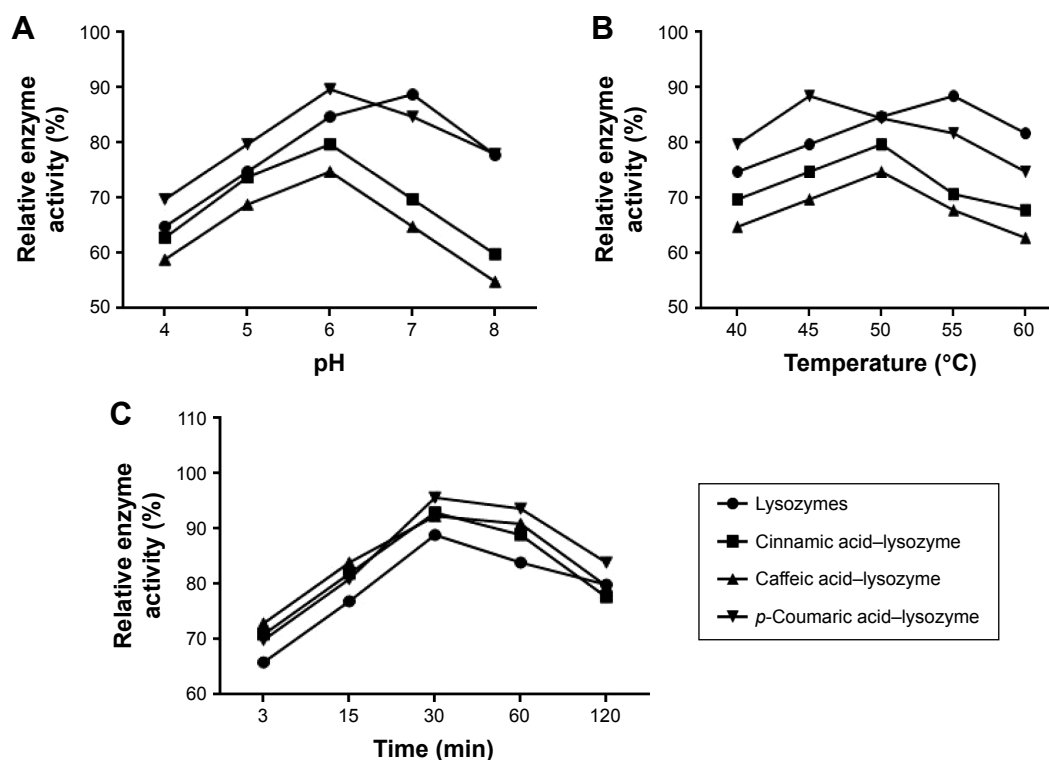 A
Relative enzyme
activity (%)
100
90
80
70
60
50
4 5 6 7 8
pH
B
Relative enzyme
activity (%)
100
90
80
70
60
50
40 45 50 55 60
Temperature (°C)
C
Relative enzyme
activity (%)
110
100
90
80
70
60
3 15 30 60 120
Time (min)
Lysozymes
Cinnamic acid–lysozyme
Caffeic acid–lysozyme
p-Coumaric acid–lysozyme